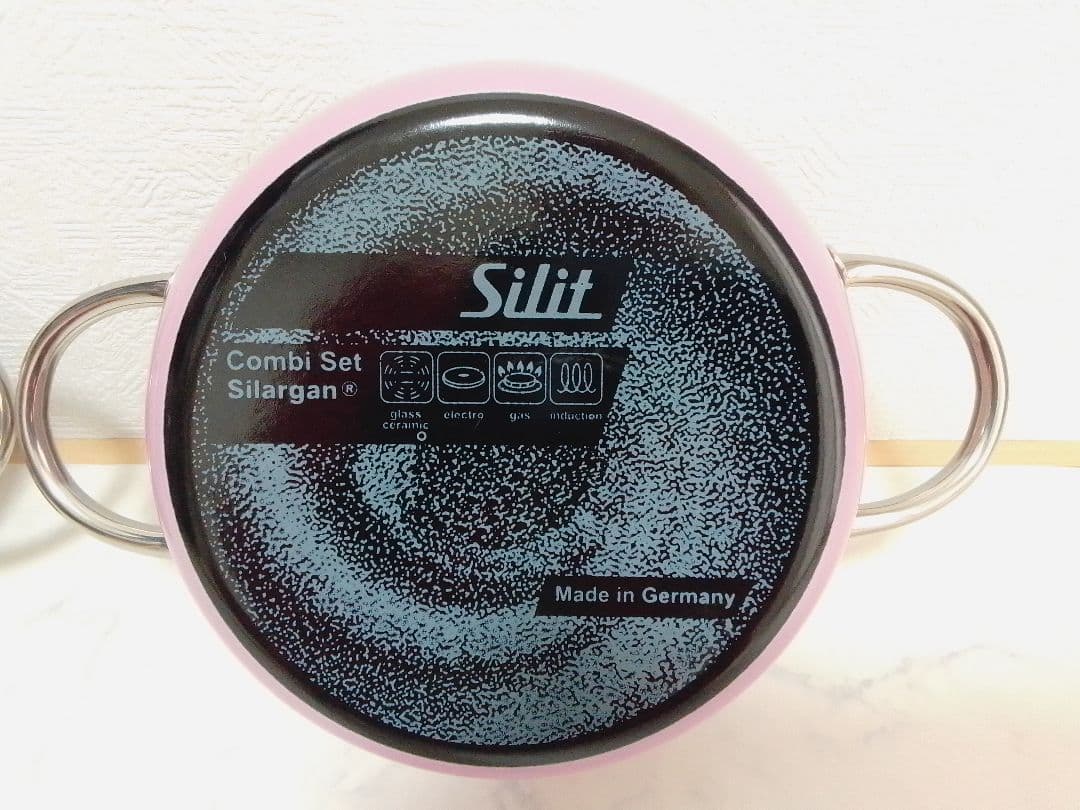 Silit
Combi Set
Silargan®
glass
ceramic
electro
gas
induction
Made in Germany